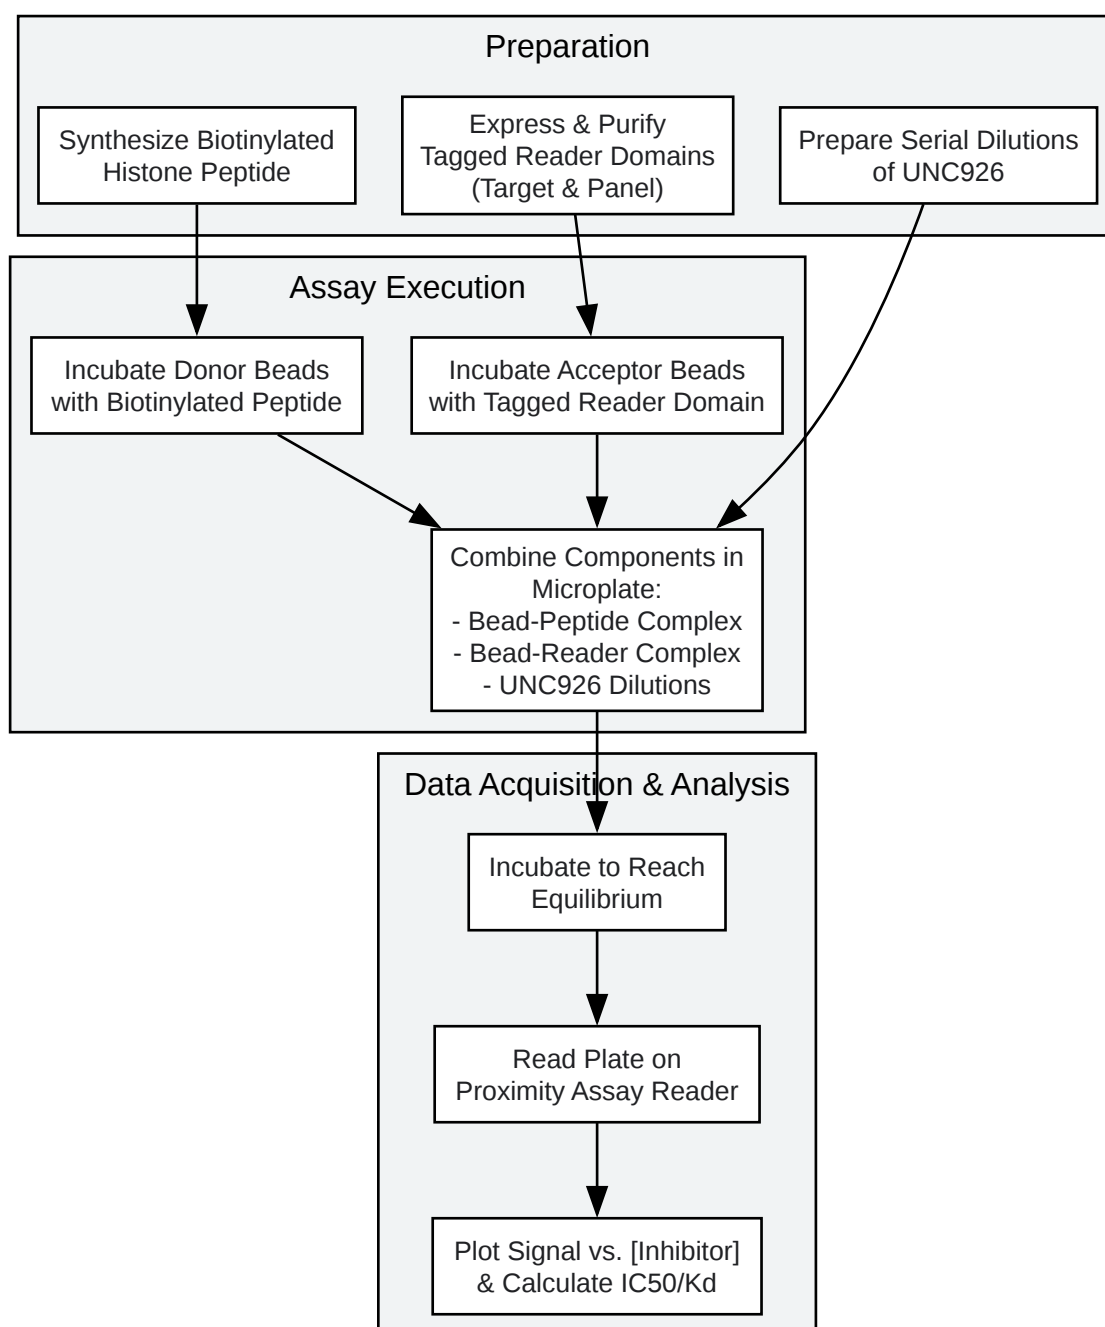 Preparation
Synthesize Biotinylated
Histone Peptide
Express & Purify
Tagged Reader Domains
(Target & Panel)
Prepare Serial Dilutions
of UNC926
Assay Execution
Incubate Donor Beads
with Biotinylated Peptide
Incubate Acceptor Beads
with Tagged Reader Domain
Combine Components in
Microplate:
- Bead-Peptide Complex
- Bead-Reader Complex
- UNC926 Dilutions
Data Acquisition & Analysis
Incubate to Reach
Equilibrium
Read Plate on
Proximity Assay Reader
Plot Signal vs. [Inhibitor]
& Calculate IC50/Kd